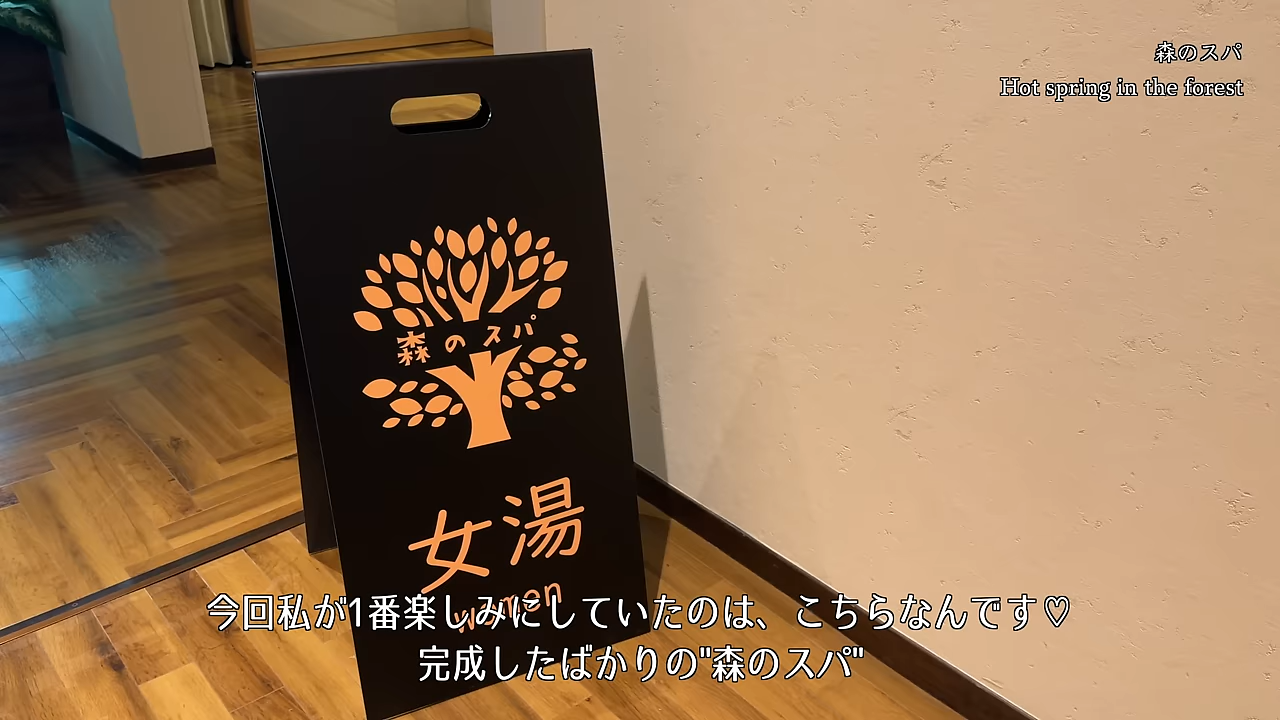 森のスパ
Hot spring in the forest
森のスパ
女湯
women
今回私が1番楽しみにしていたのは、こちらなんです♡
完成したばかりの"森のスパ"